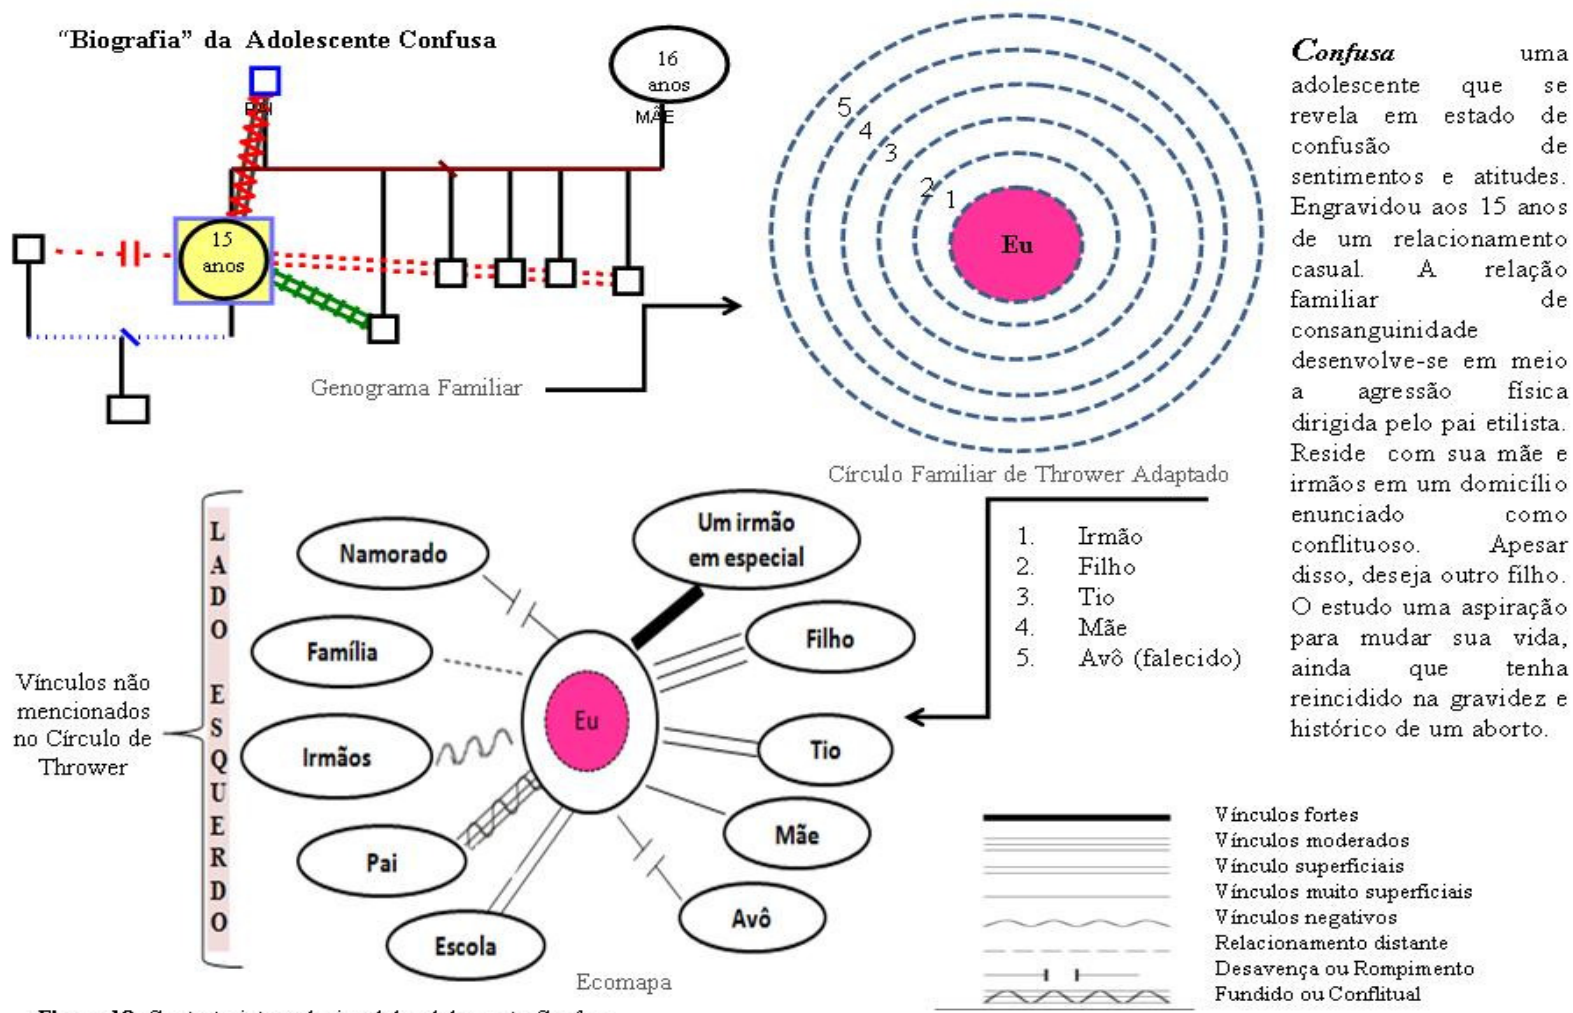 “Biografia” da Adolescente Confusa
16
anos
MÃE
15
anos
Genograma Familiar
5
4
3
2
1
Eu
Círculo Familiar de Thrower Adaptado
Confusa uma
adolescente que se
revela em estado de
confusão de
sentimentos e atitudes.
Engravidou aos 15 anos
de um relacionamento
casual. A relação
familiar de
consanguinidade
desenvolve-se em meio
a agressão física
dirigida pelo pai etilista.
Reside com sua mãe e
irmãos em um domicílio
enunciado como
conflituoso. Apesar
disso, deseja outro filho.
O estudo uma aspiração
para mudar sua vida,
ainda que tenha
reincidido na gravidez e
histórico de um aborto.
1. Irmão
2. Filho
3. Tio
4. Mãe
5. Avô (falecido)
Vínculos não
mencionados
no Círculo de
Thrower
LADO ESQUERDO
Namorado
Um irmão
em especial
Família
Filho
Eu
Irmãos
Tio
Pai
Mãe
Escola
Avô
Ecomapa
Vínculos fortes
Vínculos moderados
Vínculo superficiais
Vínculos muito superficiais
Vínculos negativos
Relacionamento distante
Desavença ou Rompimento
Fundido ou Conflitual